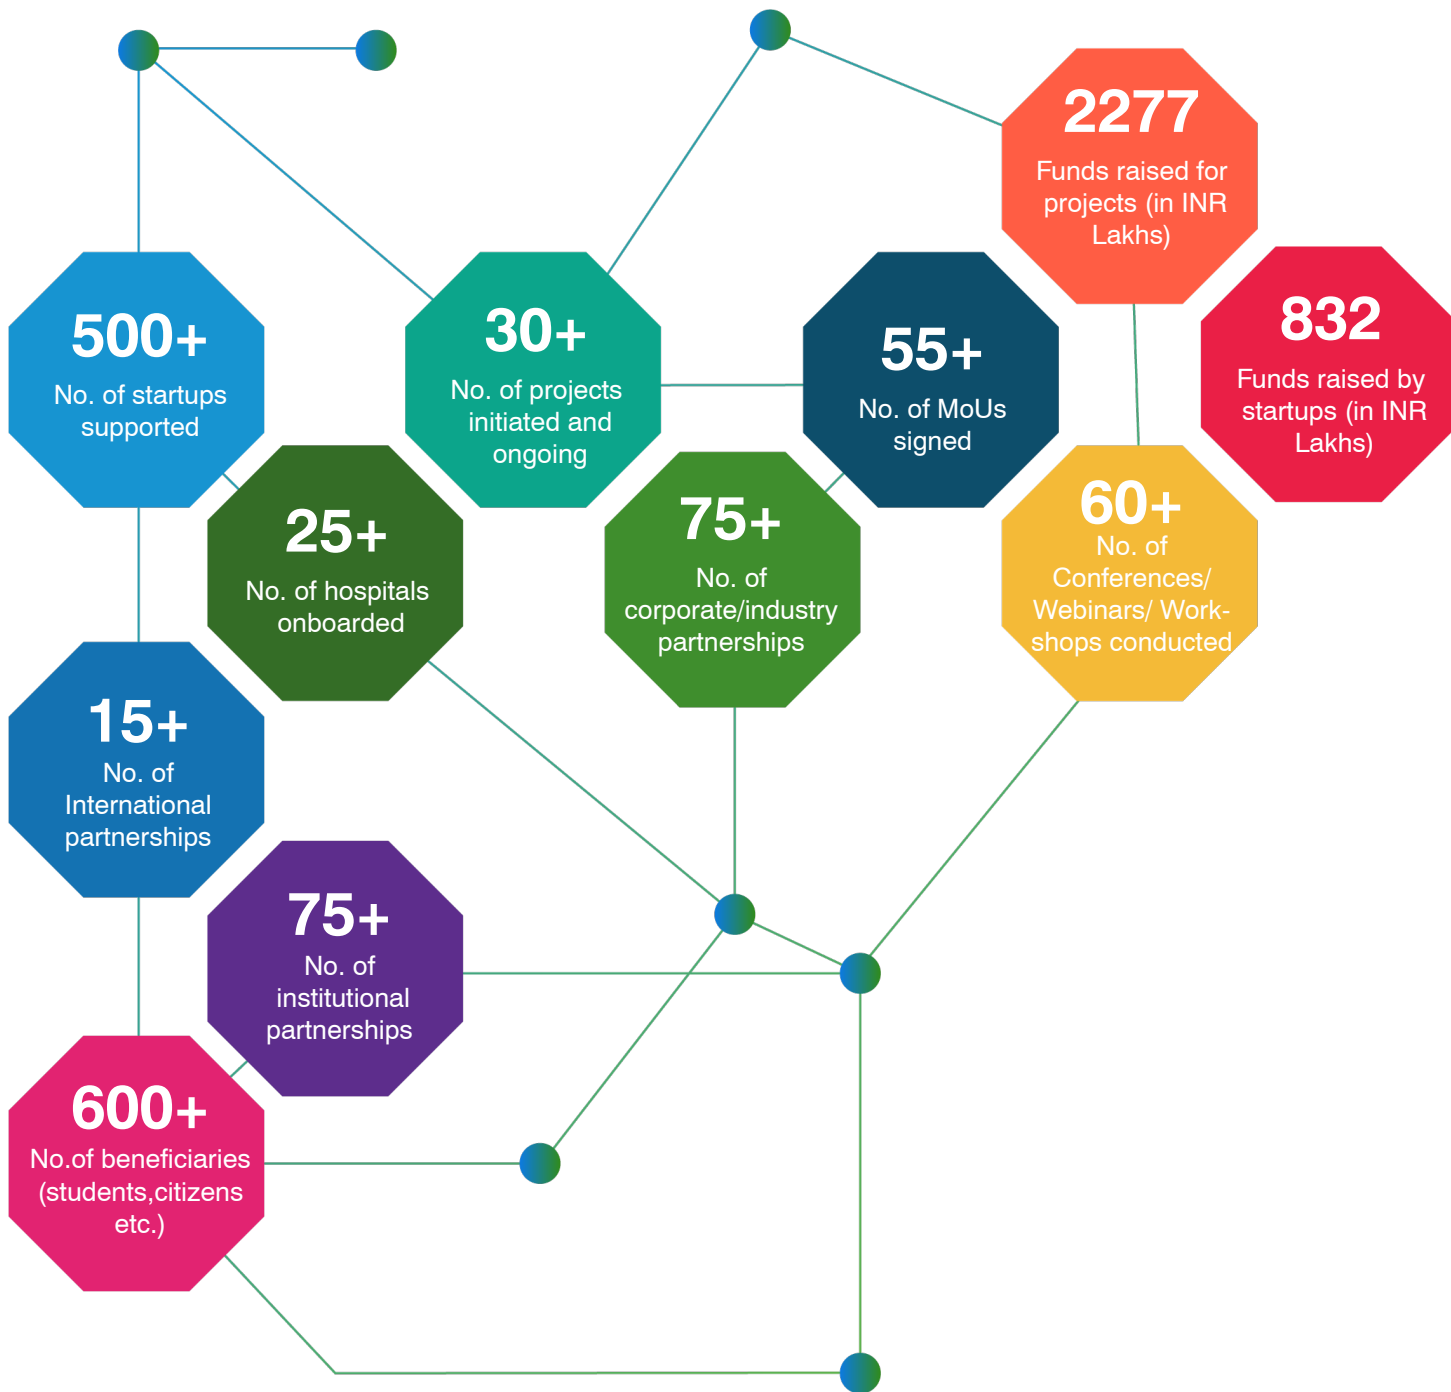 2277
Funds raised for
projects (in INR
Lakhs)
500+
No. of startups
supported
30+
No. of projects
initiated and
ongoing
55+
No. of MoUs
signed
832
Funds raised by
startups (in INR
Lakhs)
25+
No. of hospitals
onboarded
75+
No. of
corporate/industry
partnerships
60+
No. of
Conferences/
Webinars/ Work-
shops conducted
15+
No. of
International
partnerships
75+
No. of
institutional
partnerships
600+
No.of beneficiaries
(students,citizens
etc.)